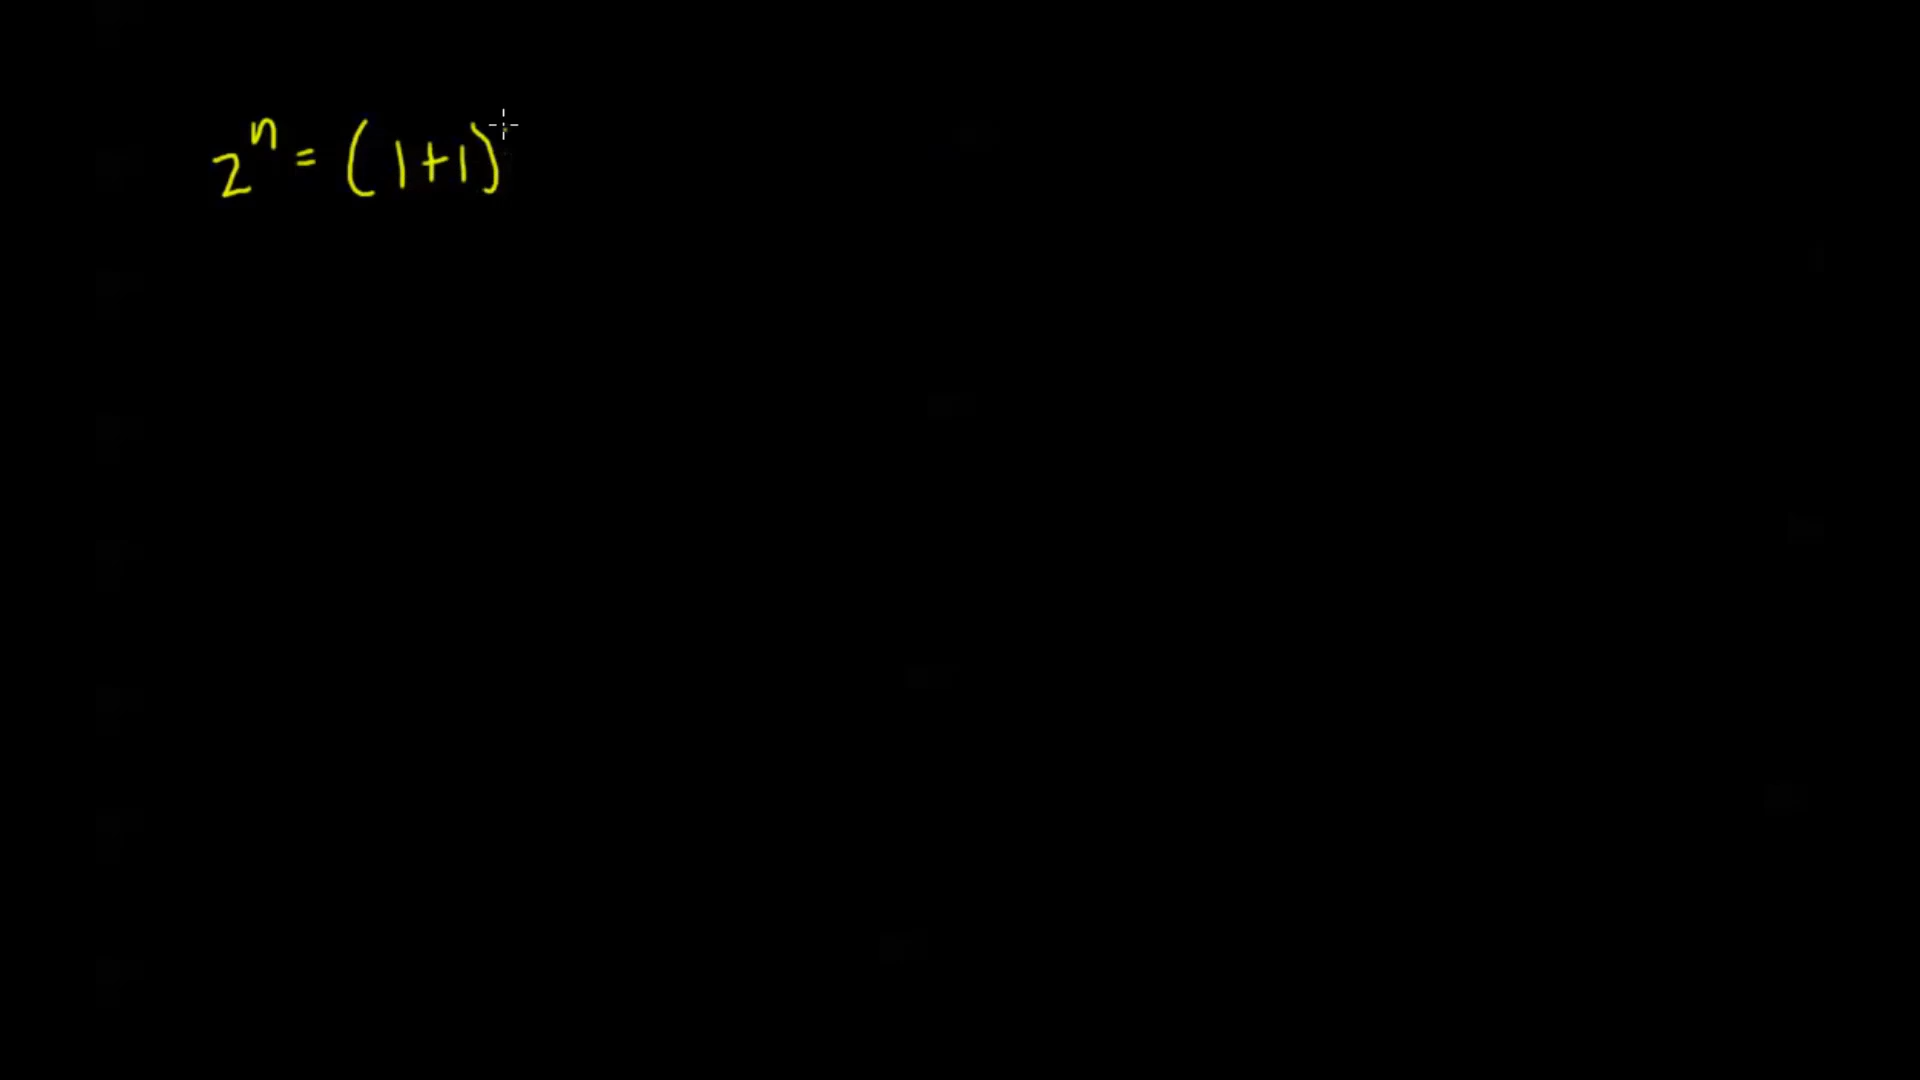 2ⁿ = (1+1)